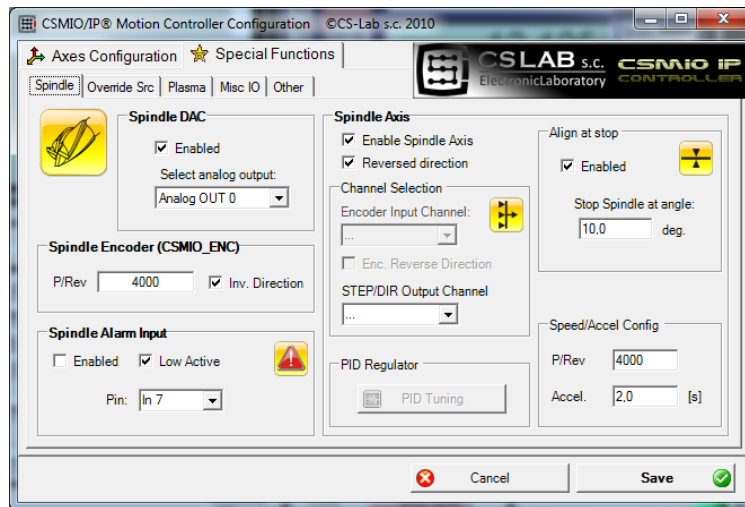 CSMIO/IP® Motion Controller Configuration ©CS-Lab s.c. 2010
Axes Configuration Special Functions
CSLAB s.c.
ElectronicLaboratory
CSMIO IP
CONTROLLER
Spindle Override Src Plasma Misc IO Other
Spindle DAC
Enabled
Select analog output:
Analog OUT 0
Spindle Encoder (CSMIO_ENC)
P/Rev 4000 Inv. Direction
Spindle Alarm Input
Enabled Low Active
Pin: In 7
Spindle Axis
Enable Spindle Axis
Reversed direction
Channel Selection
Encoder Input Channel:
...
Enc. Reverse Direction
STEP/DIR Output Channel
...
PID Regulator
PID Tuning
Align at stop
Enabled
Stop Spindle at angle:
10,0 deg.
Speed/Accel Config
P/Rev 4000
Accel. 2,0 [s]
Cancel Save